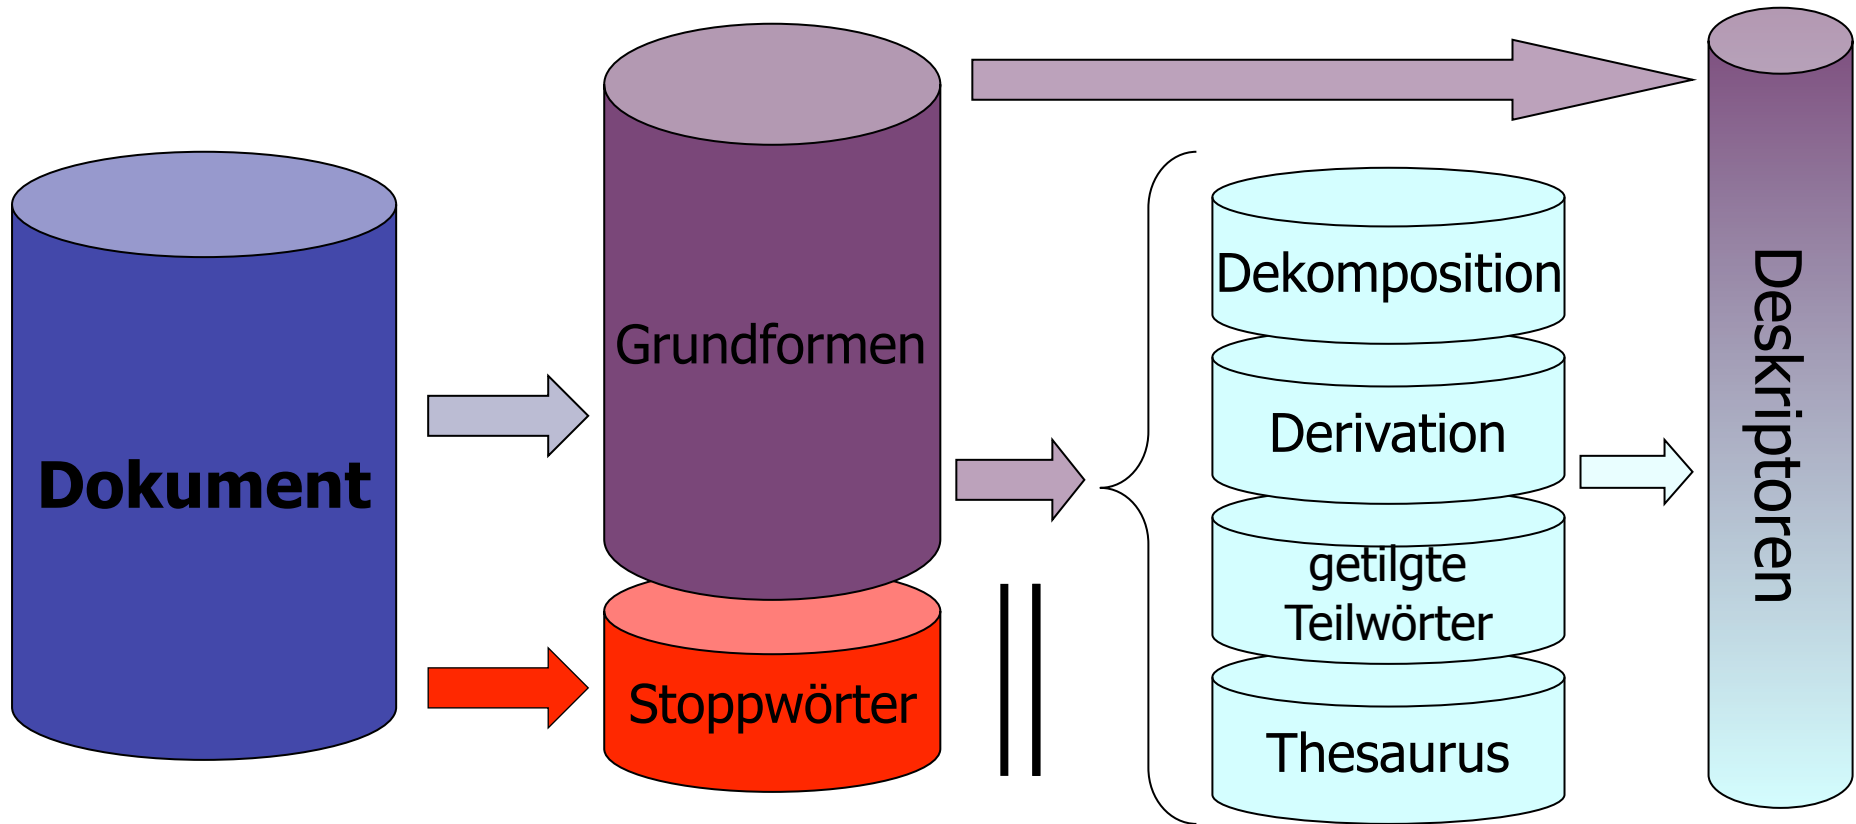 Dokument
Grundformen
Stoppwörter
Dekomposition
Derivation
getilgte
Teilwörter
Thesaurus
Deskriptoren